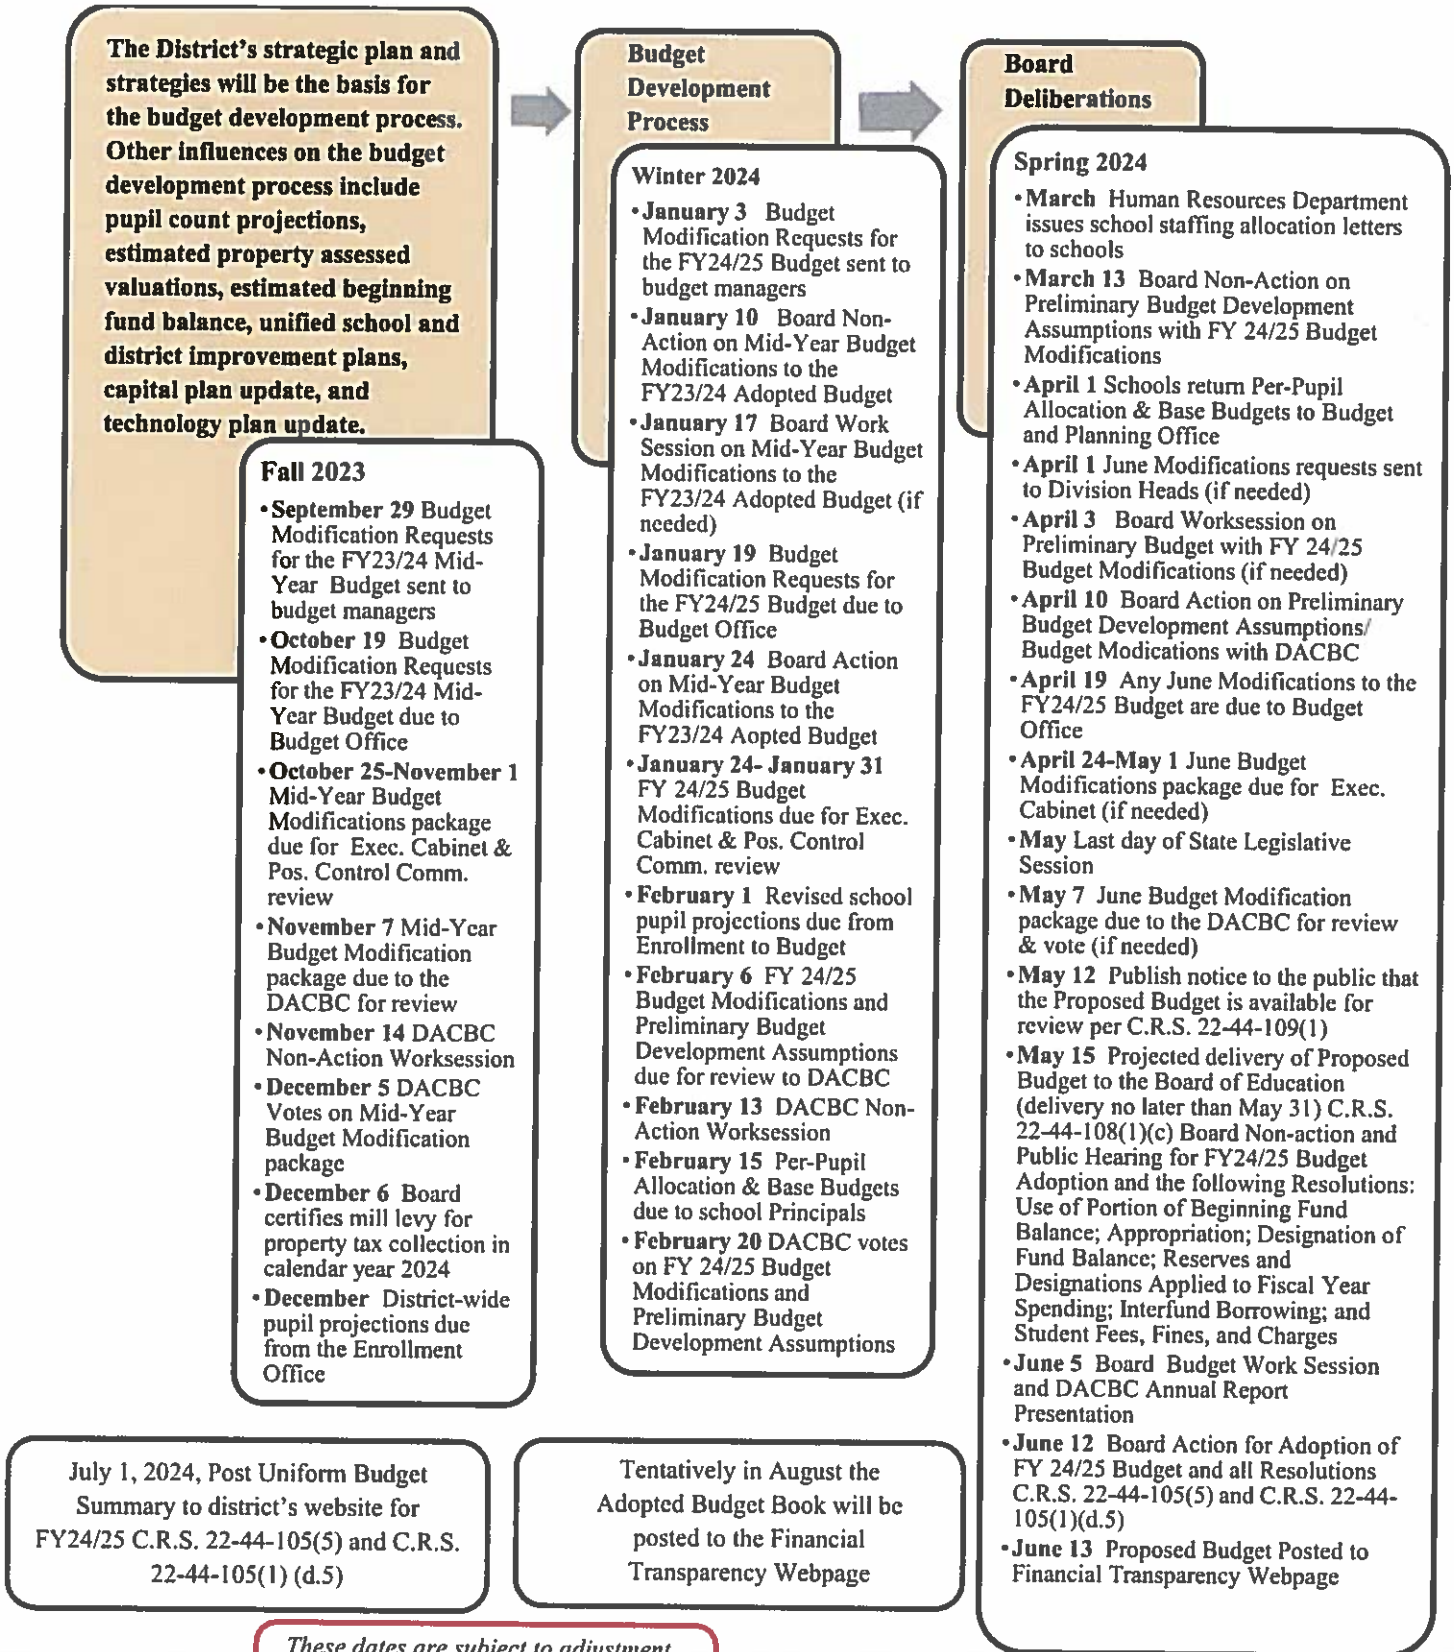 The District's strategic plan and
strategies will be the basis for
the budget development process.
Other influences on the budget
development process include
pupil count projections,
estimated property assessed
valuations, estimated beginning
fund balance, unified school and
district improvement plans,
capital plan update, and
technology plan update.
Fall 2023
•September 29 Budget
Modification Requests
for the FY23/24 Mid-
Year Budget sent to
budget managers
•October 19 Budget
Modification Requests
for the FY23/24 Mid-
Year Budget due to
Budget Office
•October 25-November 1
Mid-Year Budget
Modifications package
due for Exec. Cabinet &
Pos. Control Comm.
review
•November 7 Mid-Year
Budget Modification
package due to the
DACBC for review
•November 14 DACBC
Non-Action Worksession
•December 5 DACBC
Votes on Mid-Year
Budget Modification
package
•December 6 Board
certifies mill levy for
property tax collection in
calendar year 2024
•December District-wide
pupil projections due
from the Enrollment
Office
Budget
Development
Process
Winter 2024
•January 3 Budget
Modification Requests for
the FY24/25 Budget sent to
budget managers
•January 10 Board Non-
Action on Mid-Year Budget
Modifications to the
FY23/24 Adopted Budget
•January 17 Board Work
Session on Mid-Year Budget
Modifications to the
FY23/24 Adopted Budget (if
needed)
•January 19 Budget
Modification Requests for
the FY24/25 Budget due to
Budget Office
•January 24 Board Action
on Mid-Year Budget
Modifications to the
FY23/24 Aopted Budget
•January 24- January 31
FY 24/25 Budget
Modifications due for Exec.
Cabinet & Pos. Control
Comm. review
•February 1 Revised school
pupil projections due from
Enrollment to Budget
•February 6 FY 24/25
Budget Modifications and
Preliminary Budget
Development Assumptions
due for review to DACBC
•February 13 DACBC Non-
Action Worksession
•February 15 Per-Pupil
Allocation & Base Budgets
due to school Principals
•February 20 DACBC votes
on FY 24/25 Budget
Modifications and
Preliminary Budget
Development Assumptions
Board
Deliberations
Spring 2024
•March Human Resources Department
issues school staffing allocation letters
to schools
•March 13 Board Non-Action on
Preliminary Budget Development
Assumptions with FY 24/25 Budget
Modifications
•April 1 Schools return Per-Pupil
Allocation & Base Budgets to Budget
and Planning Office
•April 1 June Modifications requests sent
to Division Heads (if needed)
•April 3 Board Worksession on
Preliminary Budget with FY 24/25
Budget Modifications (if needed)
•April 10 Board Action on Preliminary
Budget Development Assumptions/
Budget Modications with DACBC
•April 19 Any June Modifications to the
FY24/25 Budget are due to Budget
Office
•April 24-May 1 June Budget
Modifications package due for Exec.
Cabinet (if needed)
•May Last day of State Legislative
Session
•May 7 June Budget Modification
package due to the DACBC for review
& vote (if needed)
•May 12 Publish notice to the public that
the Proposed Budget is available for
review per C.R.S. 22-44-109(1)
•May 15 Projected delivery of Proposed
Budget to the Board of Education
(delivery no later than May 31) C.R.S.
22-44-108(1)(c) Board Non-action and
Public Hearing for FY24/25 Budget
Adoption and the following Resolutions:
Use of Portion of Beginning Fund
Balance; Appropriation; Designation of
Fund Balance; Reserves and
Designations Applied to Fiscal Year
Spending; Interfund Borrowing; and
Student Fees, Fines, and Charges
•June 5 Board Budget Work Session
and DACBC Annual Report
Presentation
•June 12 Board Action for Adoption of
FY 24/25 Budget and all Resolutions
C.R.S. 22-44-105(5) and C.R.S. 22-44-
105(1)(d.5)
•June 13 Proposed Budget Posted to
Financial Transparency Webpage
July 1, 2024, Post Uniform Budget
Summary to district's website for
FY24/25 C.R.S. 22-44-105(5) and C.R.S.
22-44-105(1) (d.5)
Tentatively in August the
Adopted Budget Book will be
posted to the Financial
Transparency Webpage
These dates are subject to adjustment